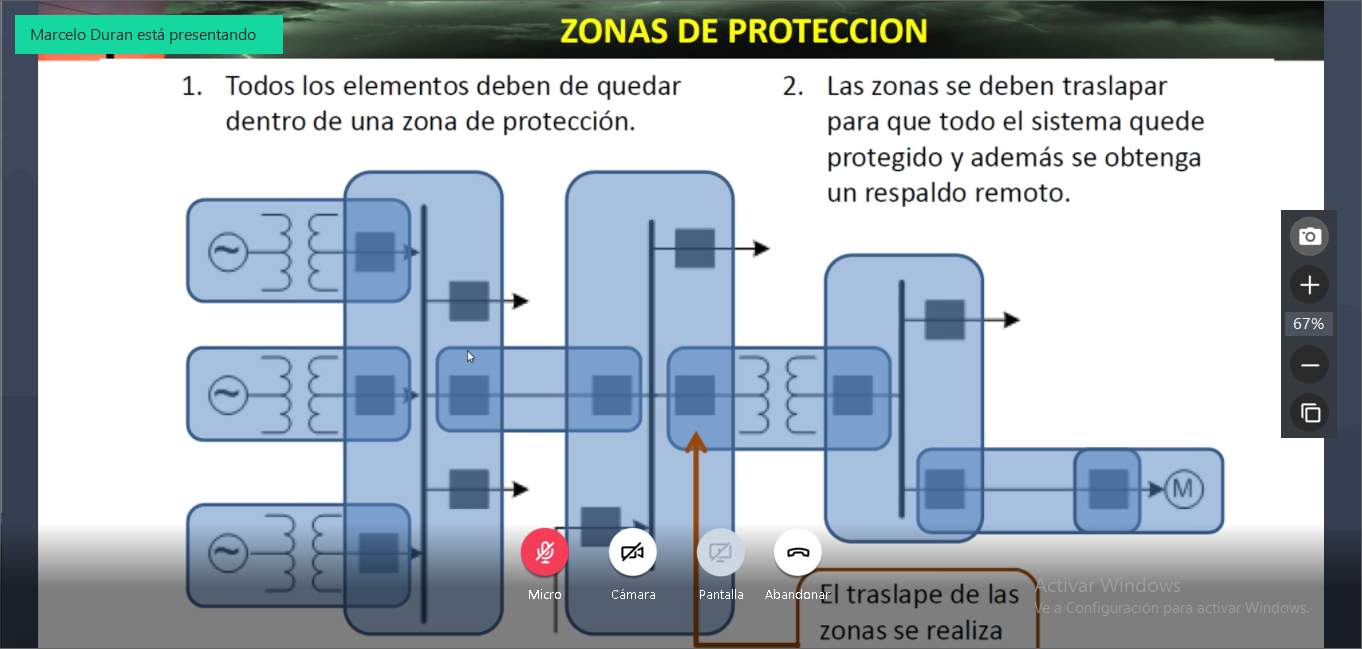 Marcelo Duran está presentando
ZONAS DE PROTECCION
1. Todos los elementos deben de quedar
dentro de una zona de protección.
2. Las zonas se deben traslapar
para que todo el sistema quede
protegido y además se obtenga
un respaldo remoto.
67%
M
Micro
Cámara
Pantalla
Abandonar
El traslape de las
zonas se realiza
Activar Windows
Ve a Configuración para activar Windows.